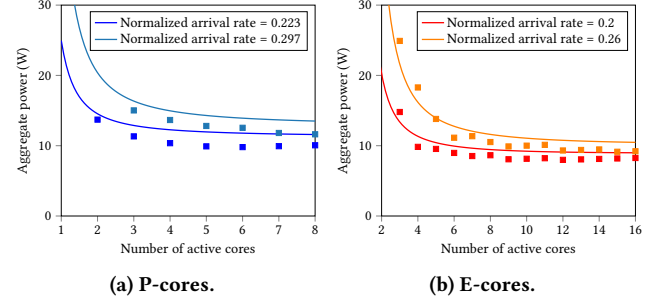 Normalized arrival rate = 0.223
Normalized arrival rate = 0.297
Aggregate power (W)
30
20
10
0
1 2 3 4 5 6 7 8
Number of active cores
(a) P-cores.
Normalized arrival rate = 0.2
Normalized arrival rate = 0.26
Aggregate power (W)
30
20
10
0
2 4 6 8 10 12 14 16
Number of active cores
(b) E-cores.